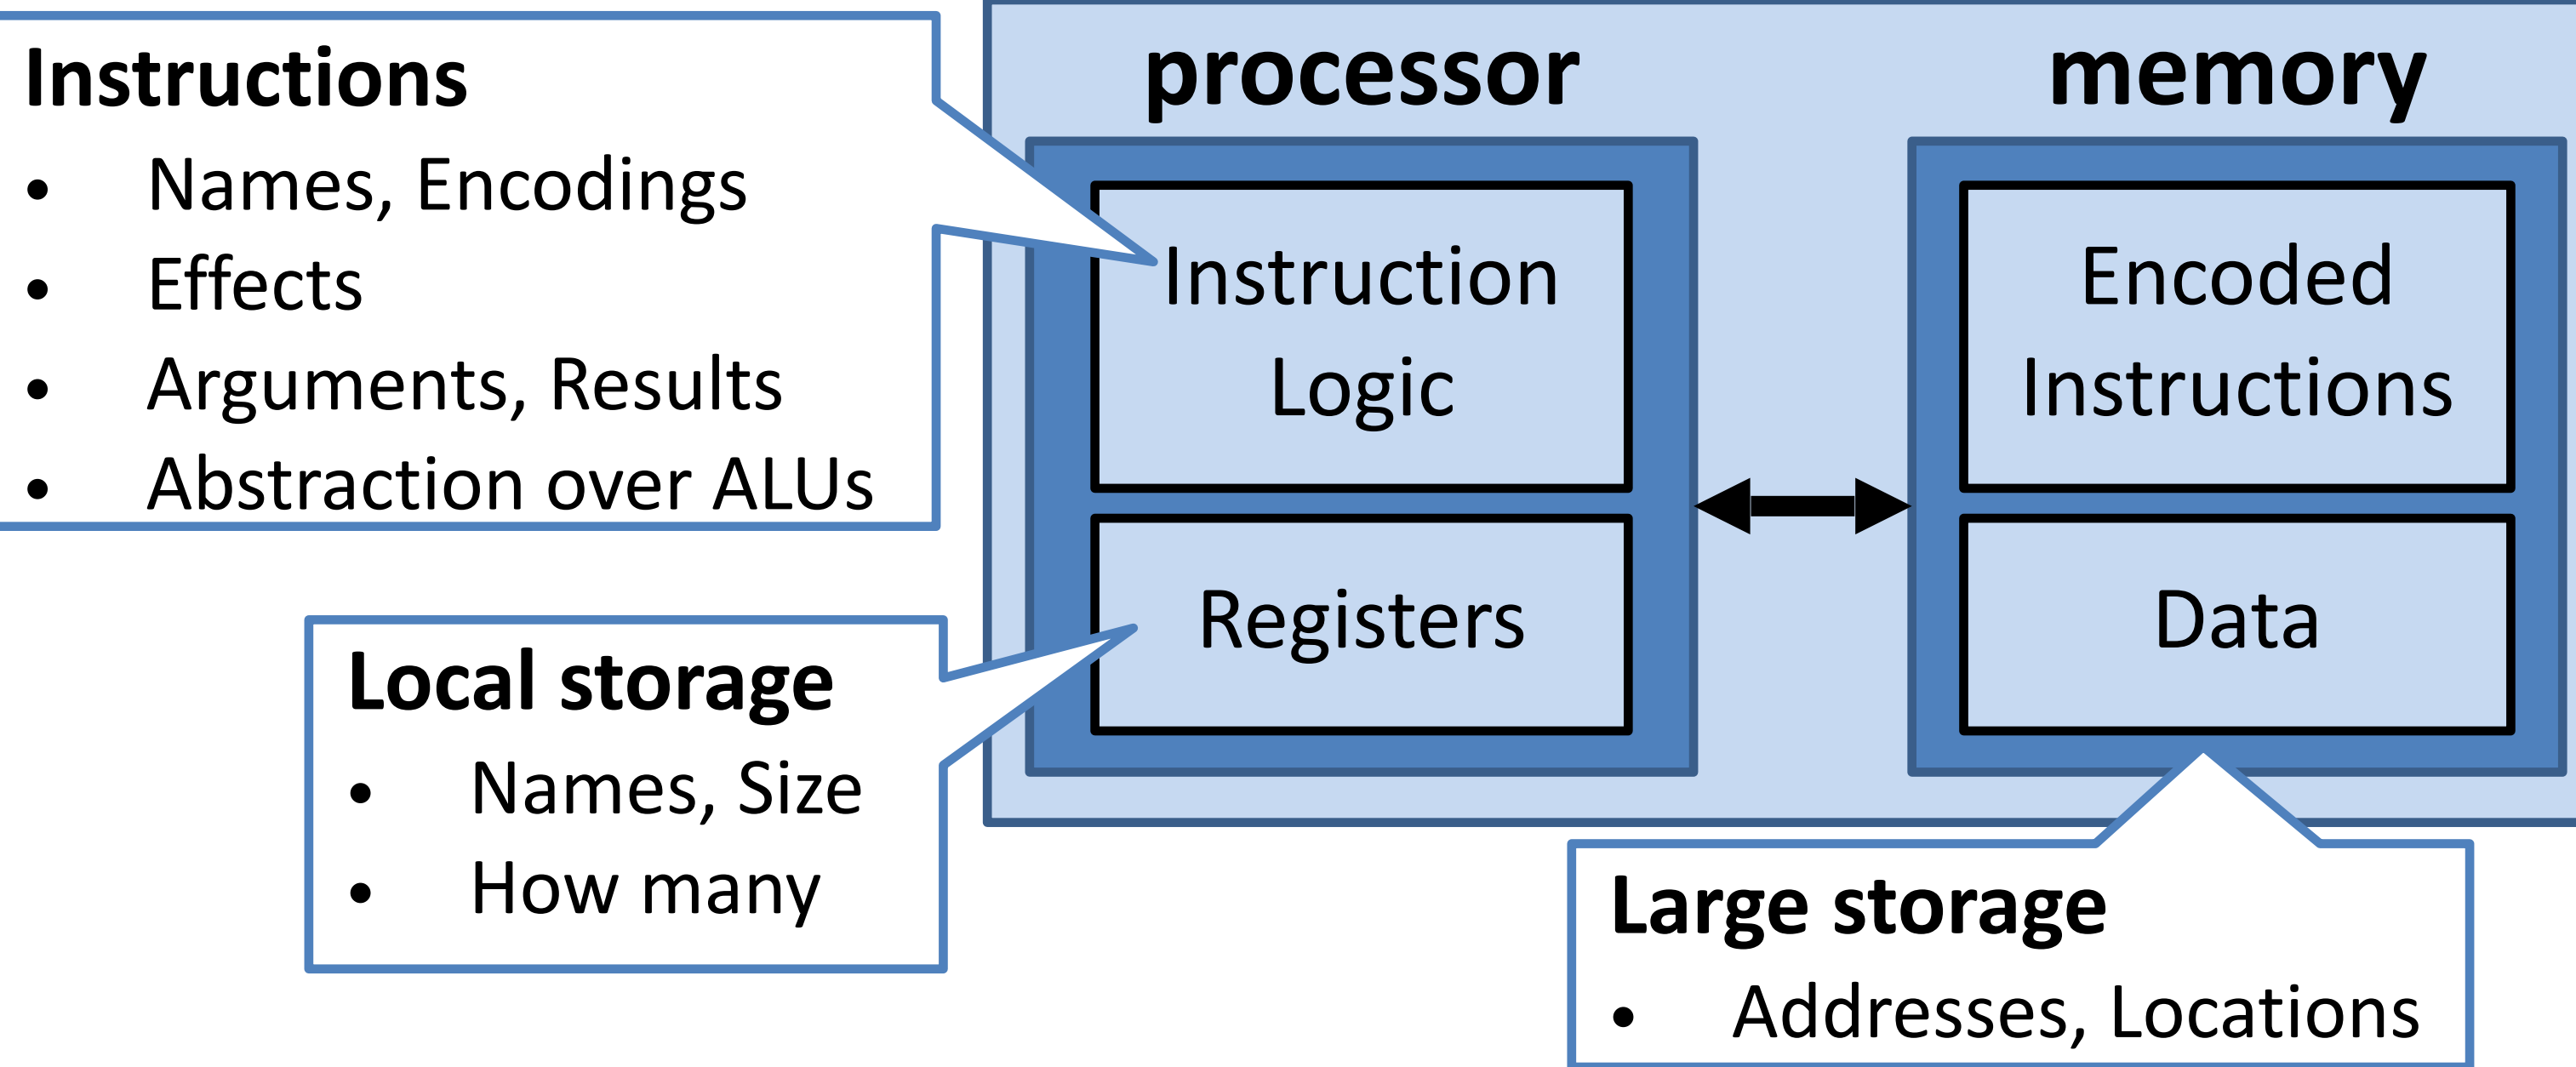 Instructions
• Names, Encodings
• Effects
• Arguments, Results
• Abstraction over ALUs
processor
Instruction
Logic
Registers
memory
Encoded
Instructions
Data
Local storage
• Names, Size
• How many
Large storage
• Addresses, Locations